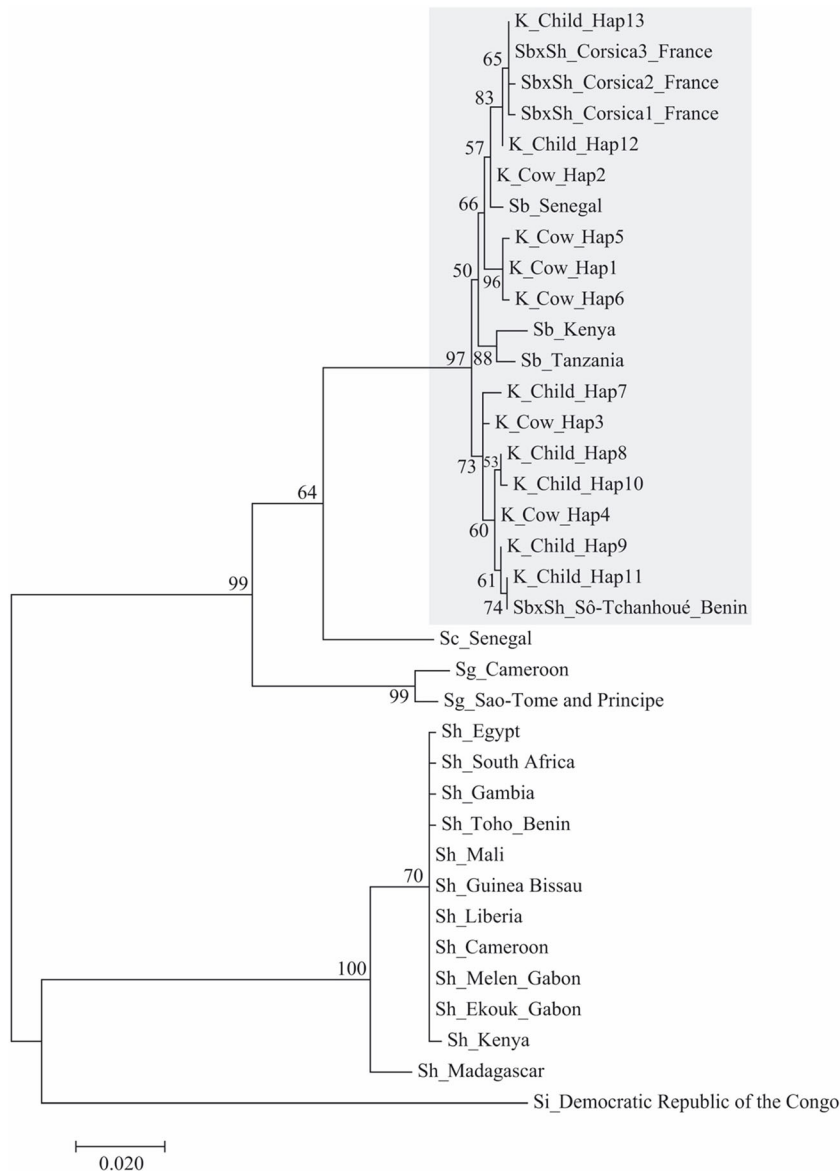 K_Child_Hap13
65
SbxSh_Corsica3_France
SbxSh_Corsica2_France
83
SbxSh_Corsica1_France
57
K_Child_Hap12
K_Cow_Hap2
66
Sb_Senegal
K_Cow_Hap5
50
K_Cow_Hap1
96
K_Cow_Hap6
Sb_Kenya
97
88
Sb_Tanzania
K_Child_Hap7
K_Cow_Hap3
73
53
K_Child_Hap8
K_Child_Hap10
64
K_Cow_Hap4
60
K_Child_Hap9
61
K_Child_Hap11
99
74
SbxSh_Sô-Tchanhoué_Benin
Sc_Senegal
Sg_Cameroon
99
Sg_Sao-Tome and Principe
Sh_Egypt
Sh_South Africa
Sh_Gambia
Sh_Toho_Benin
Sh_Mali
70
Sh_Guinea Bissau
Sh_Liberia
Sh_Cameroon
100
Sh_Melen_Gabon
Sh_Ekouk_Gabon
Sh_Kenya
Sh_Madagascar
Si_Democratic Republic of the Congo
0.020